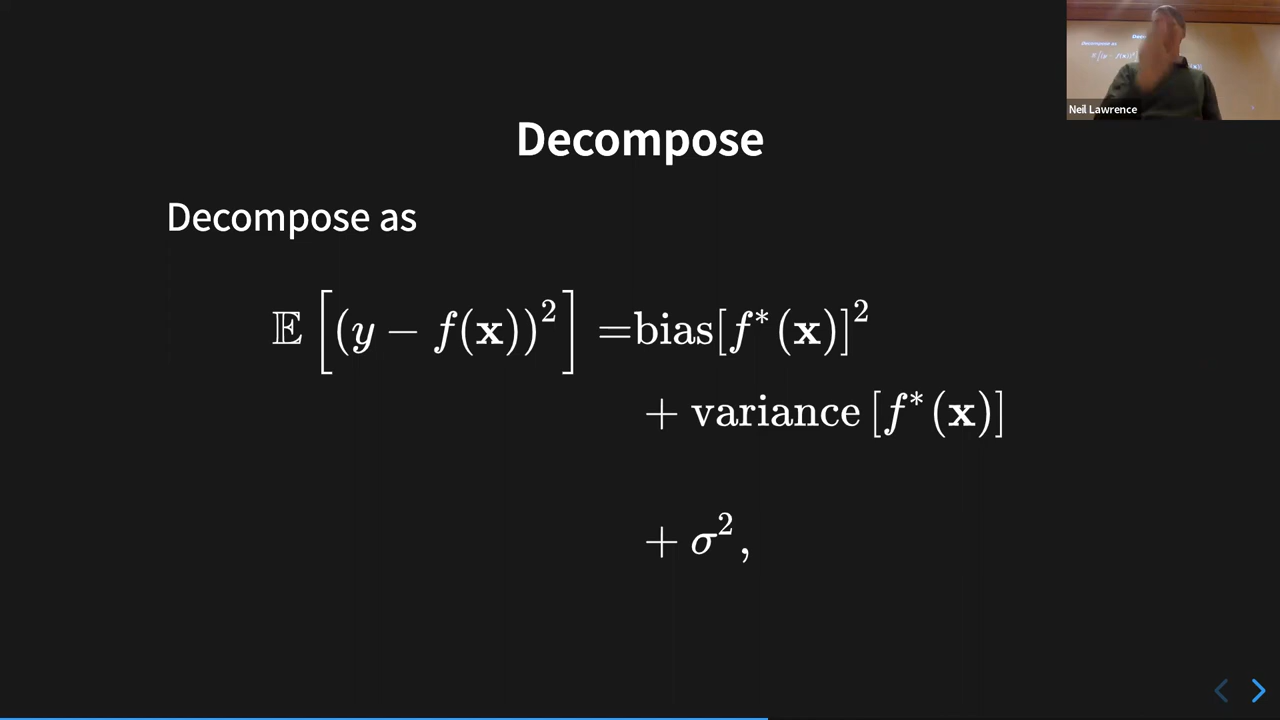 Decompose
Decompose as
𝔼[(y − f(𝐱))²] = bias[f*(𝐱)]²
+ variance [f*(𝐱)]
+ σ²,
Neil Lawrence